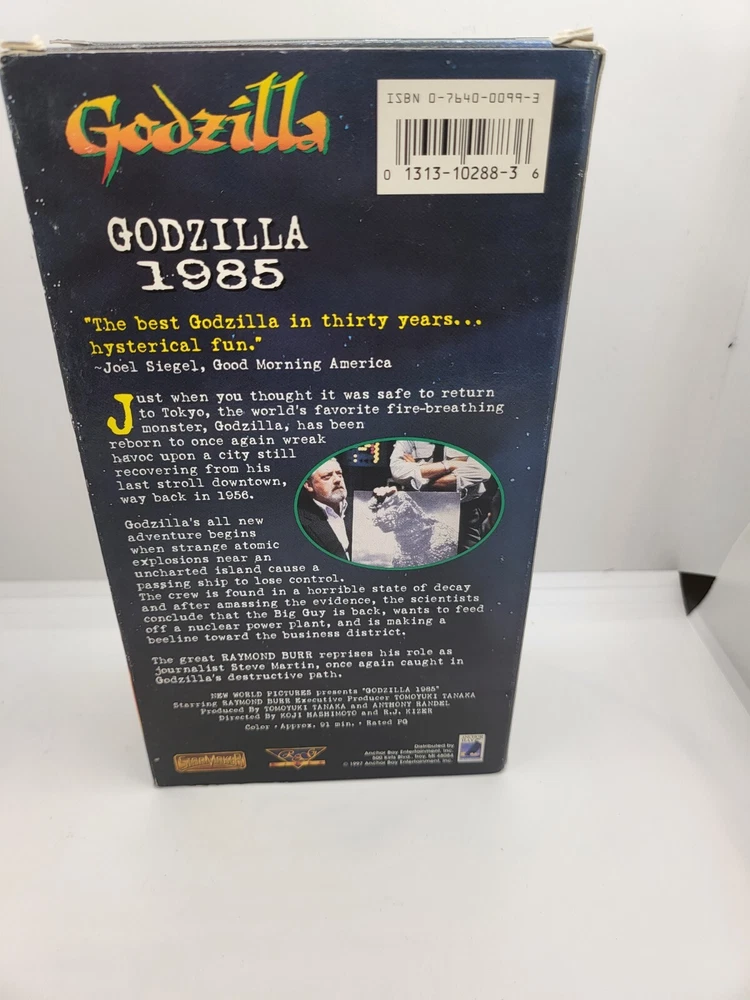 Godzilla
ISBN 0-7640-0099-3
0 1313-10288-3 6
GODZILLA
1985
"The best Godzilla in thirty years...
hysterical fun."
~Joel Siegel, Good Morning America
Just when you thought it was safe to return
to Tokyo, the world's favorite fire-breathing
monster, Godzilla, has been
reborn to once again wreak
havoc upon a city still
recovering from his
last stroll downtown,
way back in 1956.
Godzilla's all new
adventure begins
when strange atomic
explosions near an
uncharted island cause a
passing ship to lose control.
The crew is found in a horrible state of decay
and after amassing the evidence, the scientists
conclude that the Big Guy is back, wants to feed
off a nuclear power plant, and is making a
beeline toward the business district.
The great RAYMOND BURR reprises his role as
journalist Steve Martin, once again caught in
Godzilla's destructive path.
NEW WORLD PICTURES presents "GODZILLA 1985"
Starring RAYMOND BURR Executive Producer TOMOYUKI TANAKA
Produced By TOMOYUKI TANAKA and ANTHONY RANDEL
Directed By KOJI HASHIMOTO and R.J. KIZER
Color • Approx. 91 min. • Rated PG
Distributed by
Anchor Bay Entertainment, Inc.
500 Kirts Blvd., Troy, MI 48084
© 1997 Anchor Bay Entertainment, Inc.